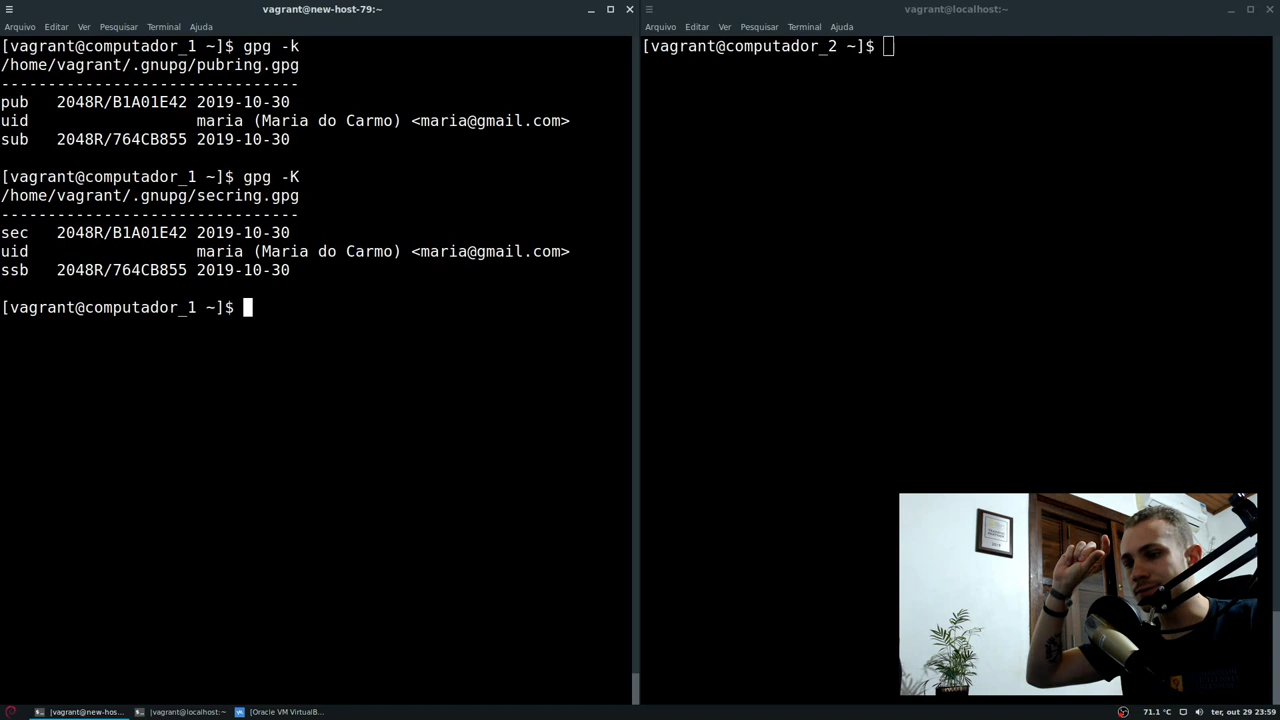 vagrant@new-host-79:~
Arquivo Editar Ver Pesquisar Terminal Ajuda
[vagrant@computador_1 ~]$ gpg -k
/home/vagrant/.gnupg/pubring.gpg
--------------------------------
pub   2048R/B1A01E42 2019-10-30
uid                  maria (Maria do Carmo) <maria@gmail.com>
sub   2048R/764CB855 2019-10-30
[vagrant@computador_1 ~]$ gpg -K
/home/vagrant/.gnupg/secring.gpg
--------------------------------
sec   2048R/B1A01E42 2019-10-30
uid                  maria (Maria do Carmo) <maria@gmail.com>
ssb   2048R/764CB855 2019-10-30
[vagrant@computador_1 ~]$
vagrant@localhost:~
Arquivo Editar Ver Pesquisar Terminal Ajuda
[vagrant@computador_2 ~]$
2019
[vagrant@new-hos...
[vagrant@localhost:~
[Oracle VM VirtualB...
71.1 °C
ter, out 29 23:59